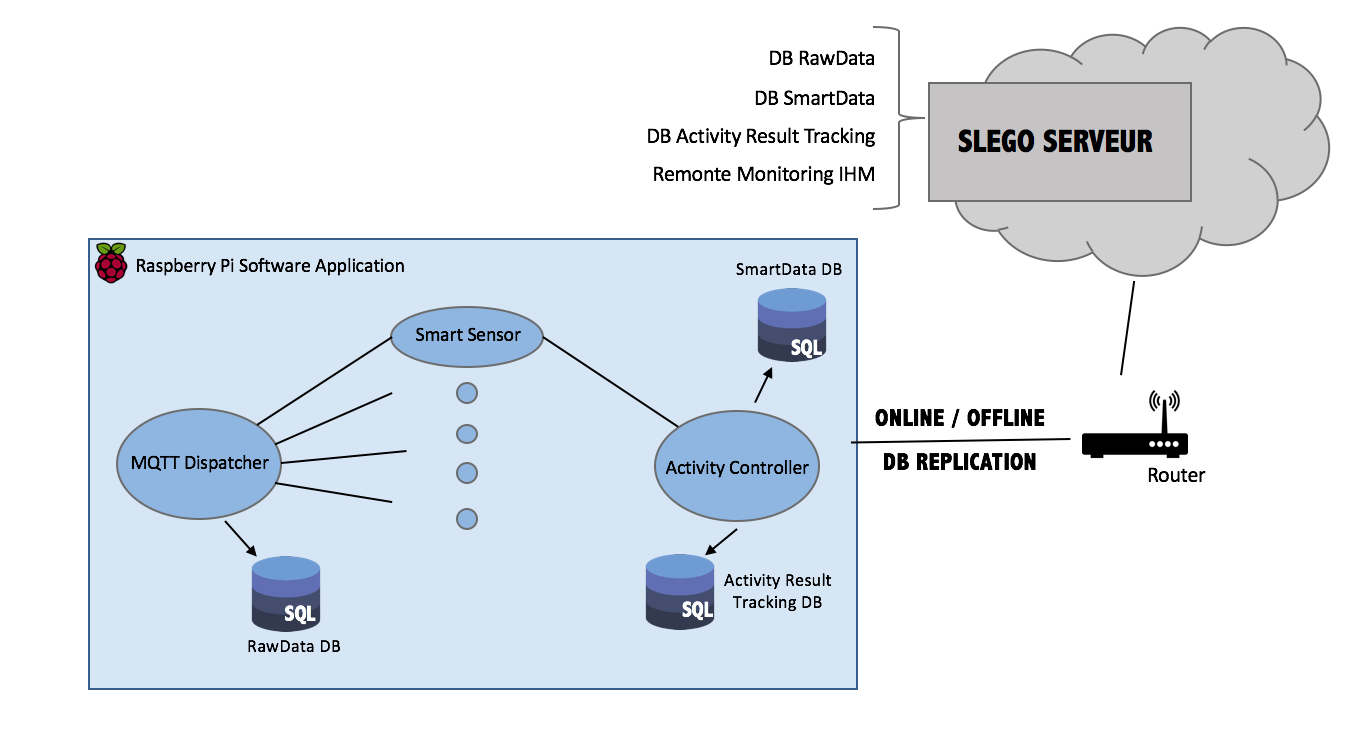 DB RawData
DB SmartData
DB Activity Result Tracking
Remonte Monitoring IHM
SLEGO SERVEUR
Raspberry Pi Software Application
SmartData DB
SQL
Smart Sensor
MQTT Dispatcher
Activity Controller
ONLINE / OFFLINE
DB REPLICATION
Router
SQL
RawData DB
SQL
Activity Result
Tracking DB